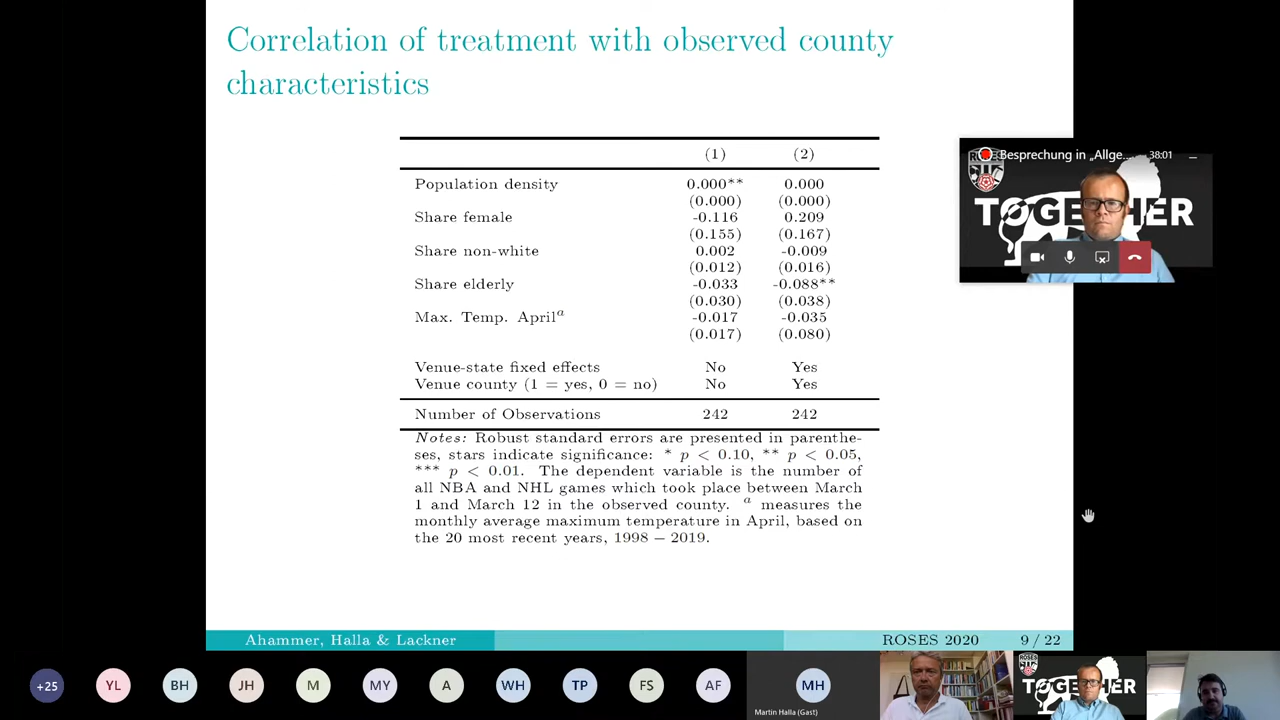 Correlation of treatment with observed county
characteristics
(1) (2)
Population density 0.000** 0.000
(0.000) (0.000)
Share female -0.116 0.209
(0.155) (0.167)
Share non-white 0.002 -0.009
(0.012) (0.016)
Share elderly -0.033 -0.088**
(0.030) (0.038)
Max. Temp. April^a -0.017 -0.035
(0.017) (0.080)
Venue-state fixed effects No Yes
Venue county (1 = yes, 0 = no) No Yes
Number of Observations 242 242
Notes: Robust standard errors are presented in parenthe-
ses, stars indicate significance: * p < 0.10, ** p < 0.05,
*** p < 0.01. The dependent variable is the number of
all NBA and NHL games which took place between March
1 and March 12 in the observed county. ^a measures the
monthly average maximum temperature in April, based on
the 20 most recent years, 1998 – 2019.
Ahammer, Halla & Lackner ROSES 2020 9 / 22
Besprechung in „Allge... 38:01
ROSES
TOGETHER
+25 YL BH JH M MY A WH TP FS AF MH
Martin Halla (Gast)
TOGETHER